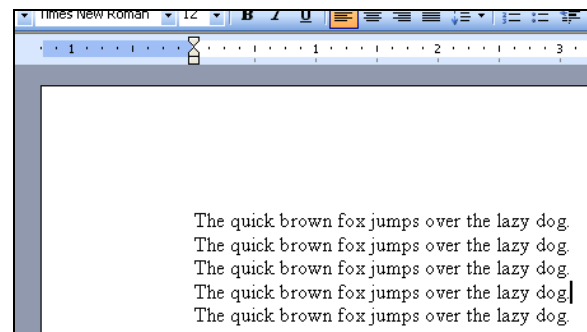 Times New Roman 12 B I U
1 1 2 3
The quick brown fox jumps over the lazy dog.
The quick brown fox jumps over the lazy dog.
The quick brown fox jumps over the lazy dog.
The quick brown fox jumps over the lazy dog.
The quick brown fox jumps over the lazy dog.